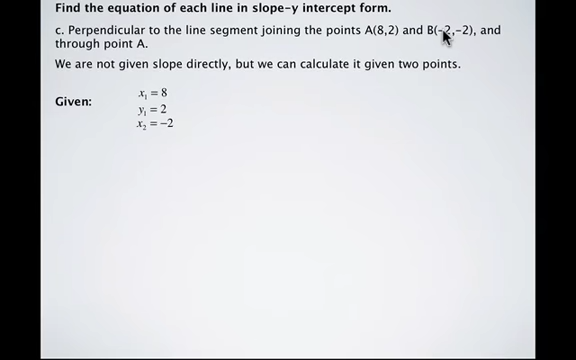 Find the equation of each line in slope-y intercept form.
c. Perpendicular to the line segment joining the points A(8,2) and B(-2,-2), and
through point A.
We are not given slope directly, but we can calculate it given two points.
Given:
x₁ = 8
y₁ = 2
x₂ = -2